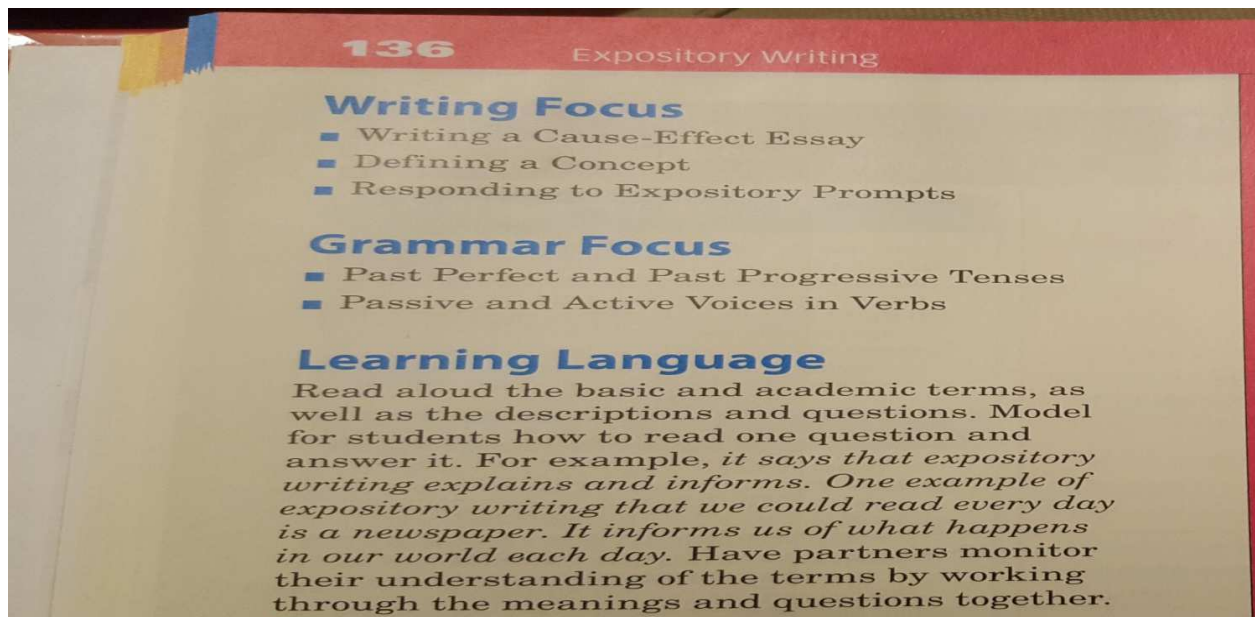 136 Expository Writing
Writing Focus
■ Writing a Cause-Effect Essay
■ Defining a Concept
■ Responding to Expository Prompts
Grammar Focus
■ Past Perfect and Past Progressive Tenses
■ Passive and Active Voices in Verbs
Learning Language
Read aloud the basic and academic terms, as
well as the descriptions and questions. Model
for students how to read one question and
answer it. For example, it says that expository
writing explains and informs. One example of
expository writing that we could read every day
is a newspaper. It informs us of what happens
in our world each day. Have partners monitor
their understanding of the terms by working
through the meanings and questions together.